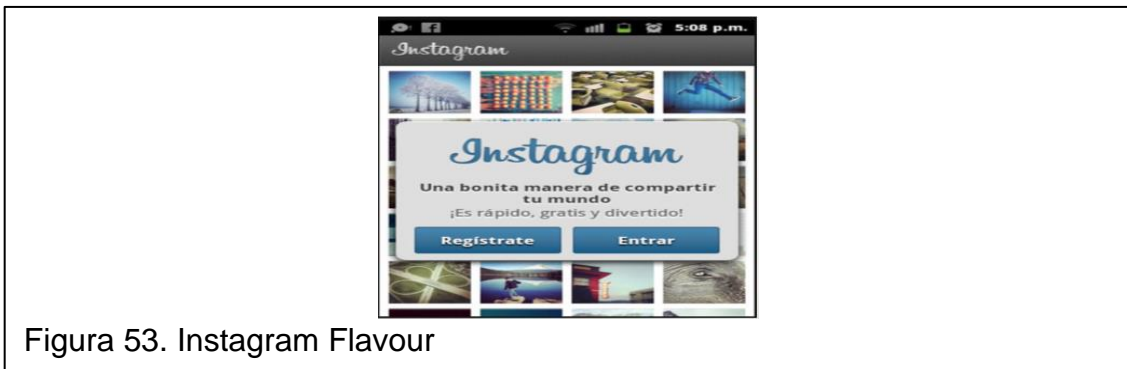 5:08 p.m.
Instagram
Instagram
Una bonita manera de compartir
tu mundo
¡Es rápido, gratis y divertido!
Regístrate Entrar
Figura 53. Instagram Flavour